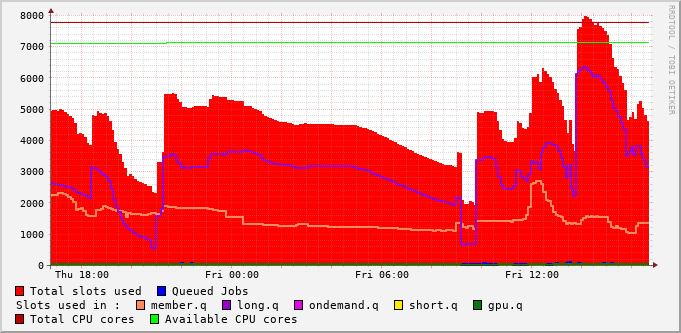 8000
7000
6000
5000
4000
3000
2000
1000
0
Thu 18:00 Fri 00:00 Fri 06:00 Fri 12:00
RRDTOOL / TOBI OETIKER
Total slots used Queued Jobs
Slots used in : member.q long.q ondemand.q short.q gpu.q
Total CPU cores Available CPU cores